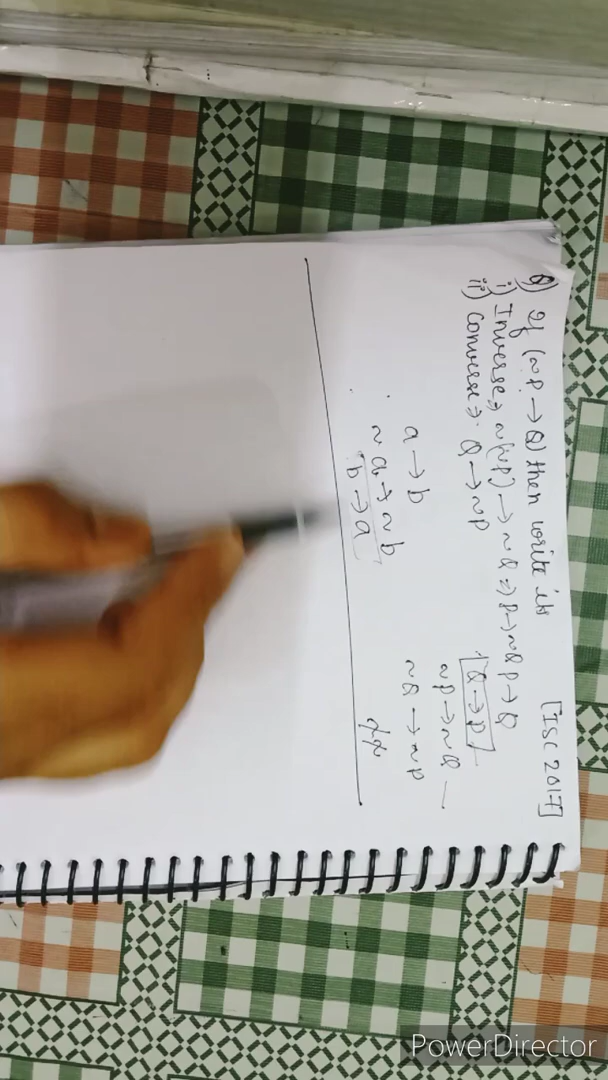 Q) If (~P → Q) then write its [ISC 2017]
i) Inverse ⇒ ~(~P) → ~Q ⇒ P → ~Q
ii) Converse ⇒ Q → ~P
P → Q
Q → P
~P → ~Q
~Q → ~P
a → b
~a → ~b
b → a
PowerDirector